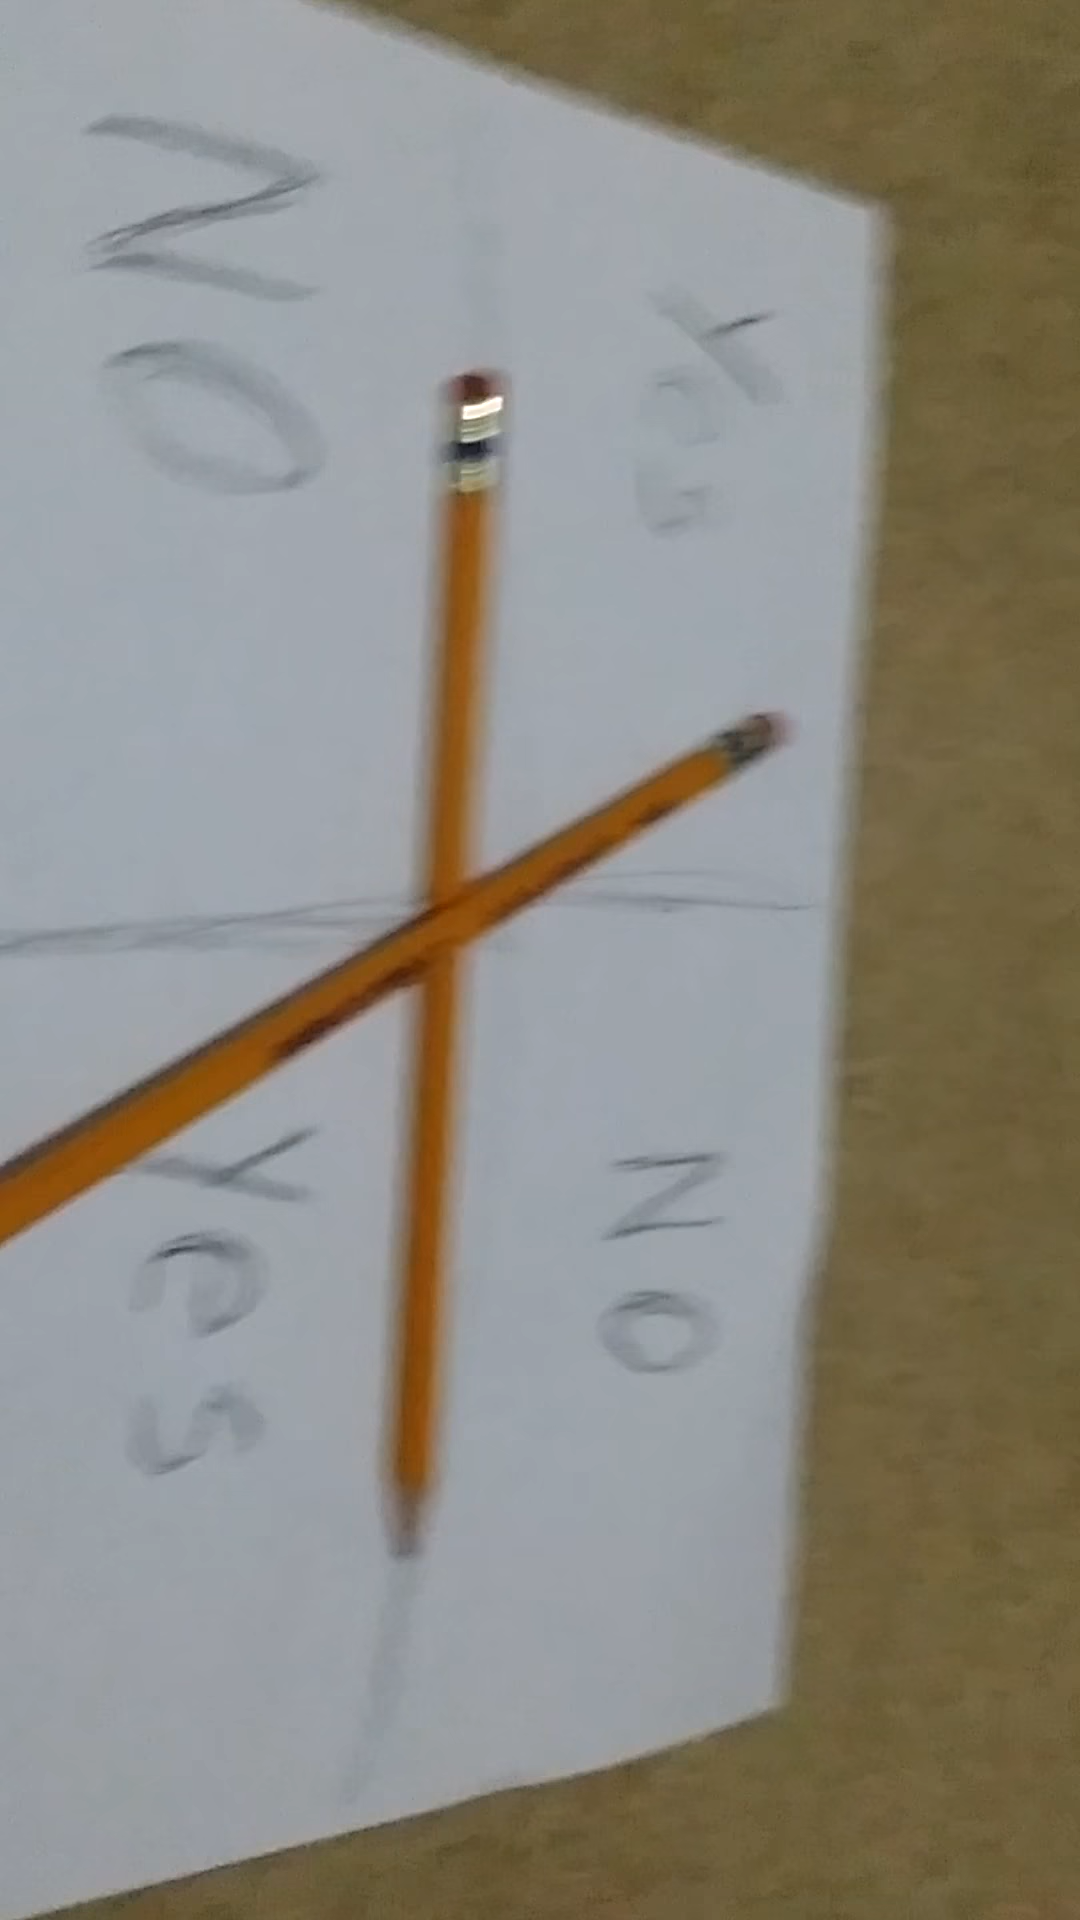 Yes NO
NO Yes